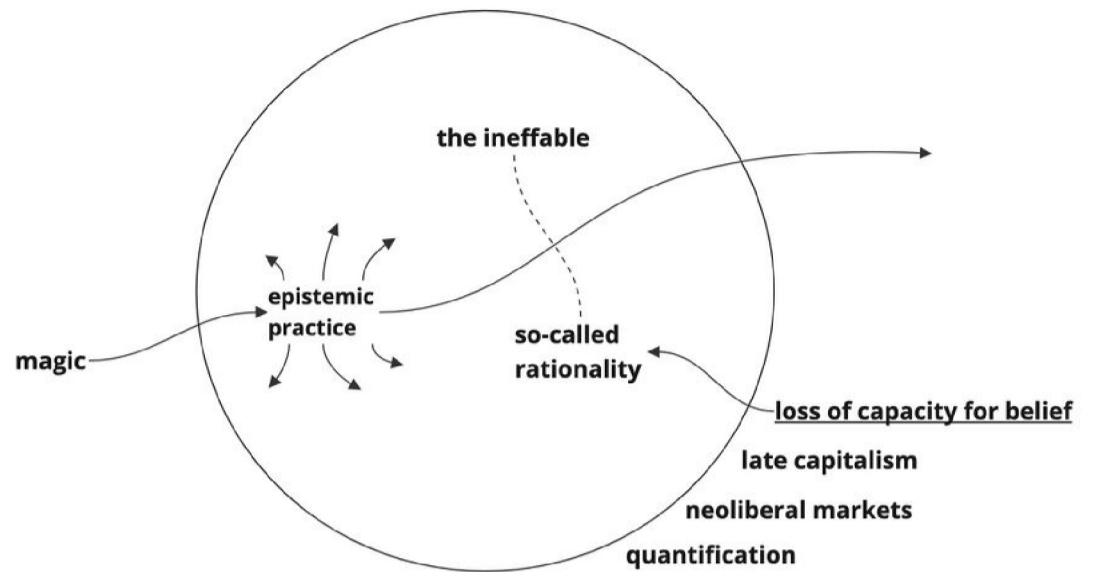 the ineffable
epistemic
practice
magic
so-called
rationality
loss of capacity for belief
late capitalism
neoliberal markets
quantification